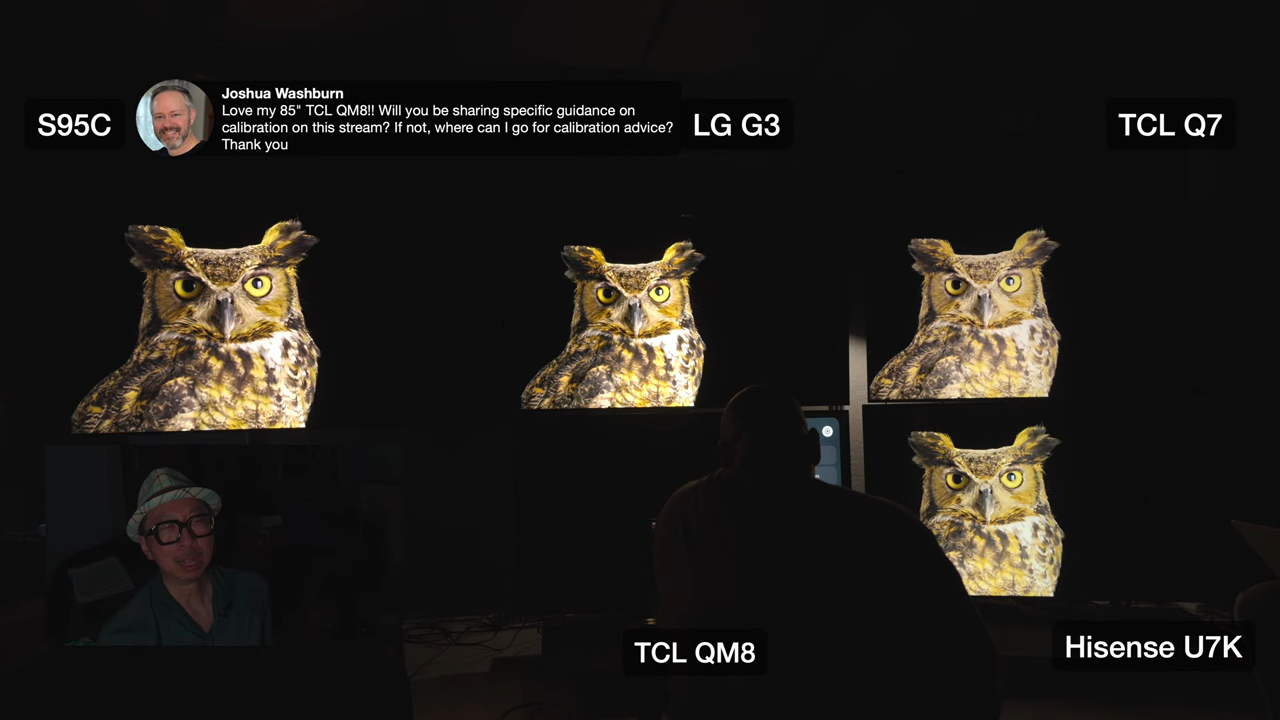 S95C
Joshua Washburn
Love my 85" TCL QM8!! Will you be sharing specific guidance on
calibration on this stream? If not, where can I go for calibration advice?
Thank you
LG G3
TCL Q7
TCL QM8
Hisense U7K